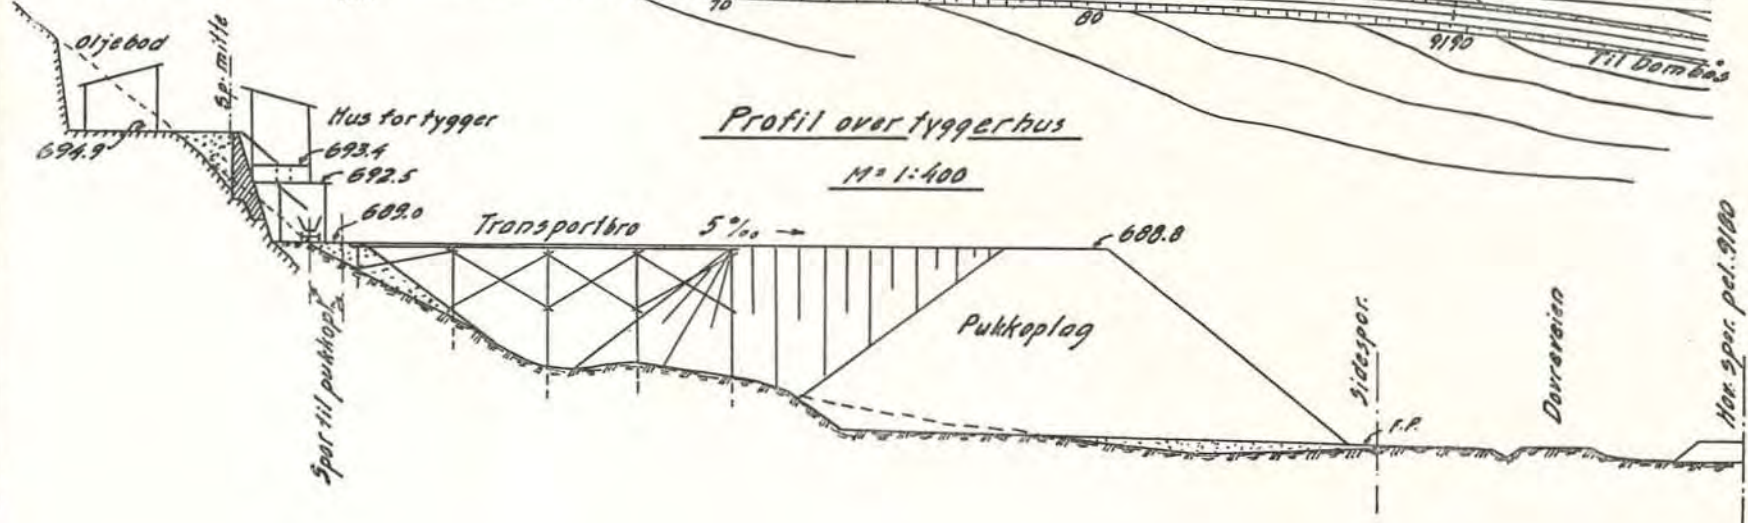 70
80
9190
Til Dombås
Oljebod
Sp. mitte
Hus for tygger
694.9
693.4
692.5
689.0
Profil over tyggerhus
M = 1:400
Transportbro
5 ‰ →
688.8
Spor til pukkopl.
Pukkoplag
Sidespor.
F.P.
Dovreveien
Hov. spor. pel. 9180